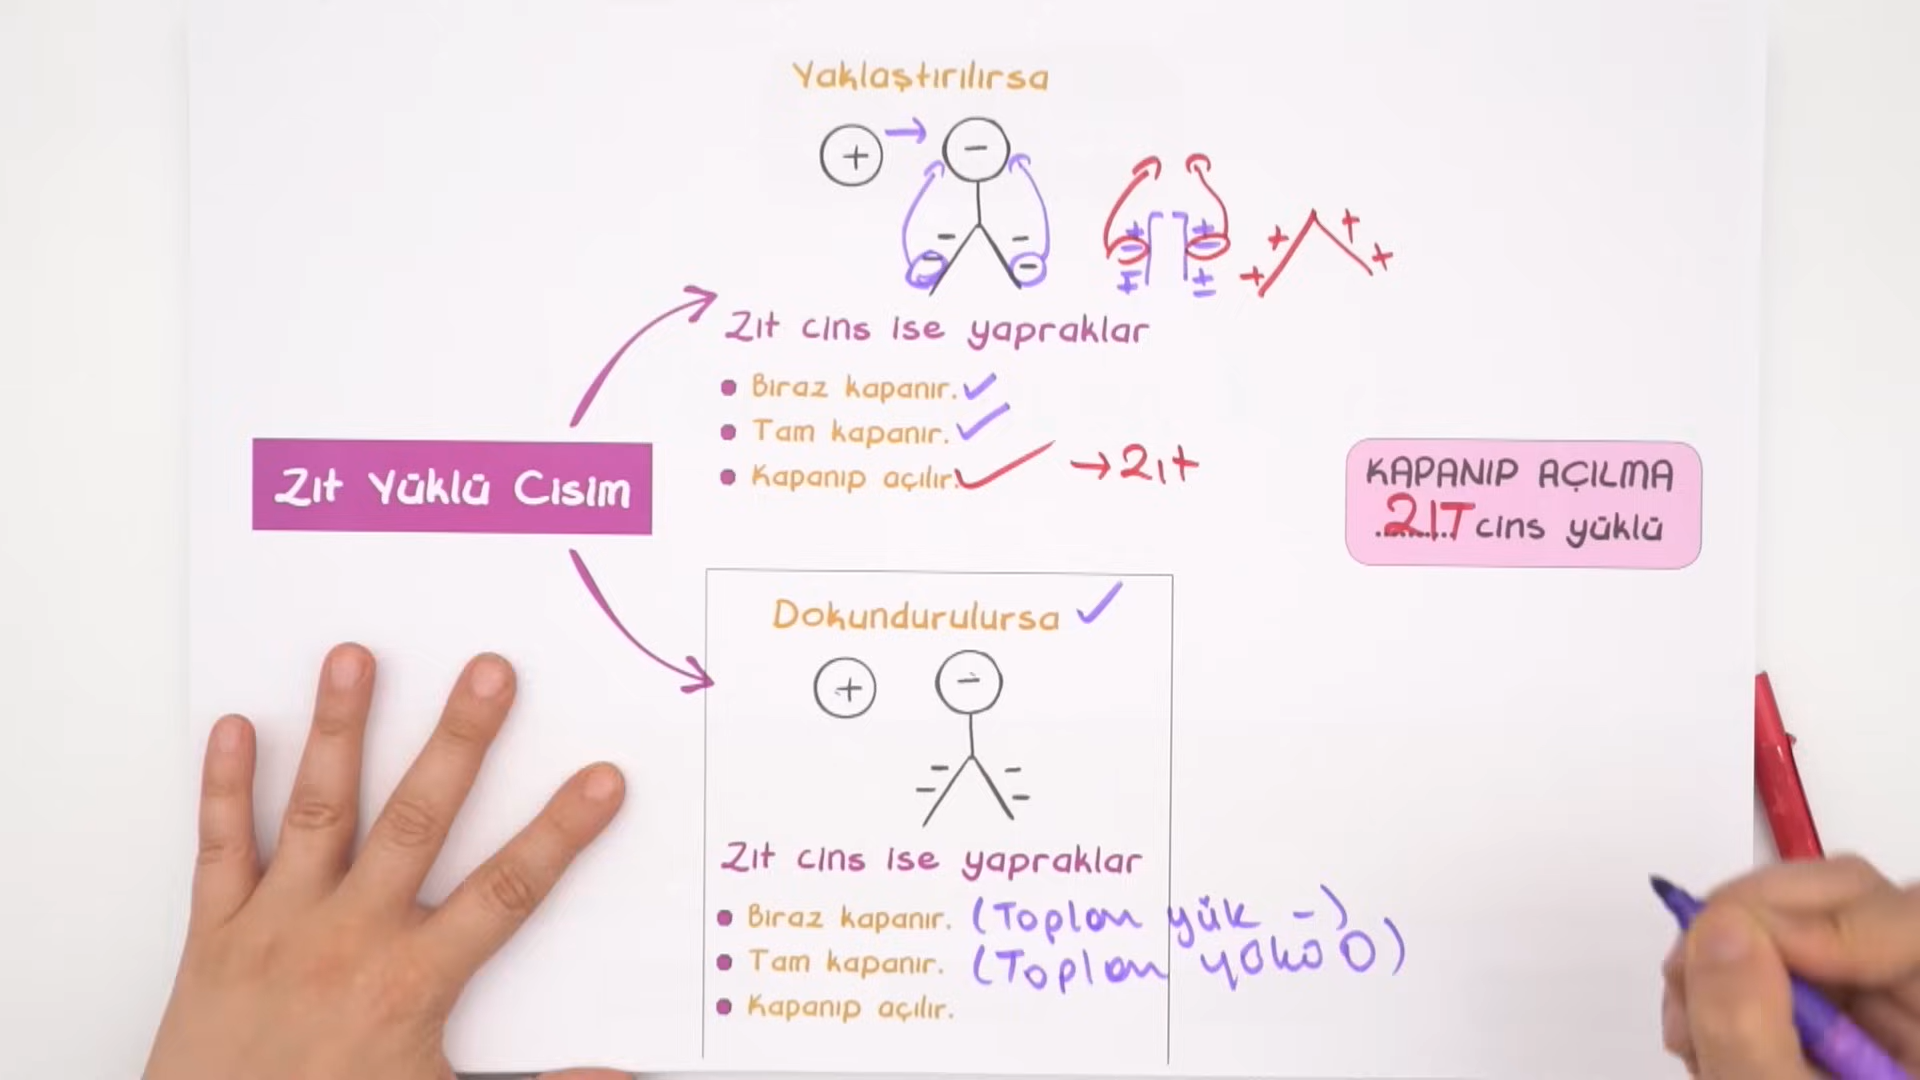 Yaklaştırılırsa
+ → -
- -
- -
± ±
± ±
+ +
+ +
Zıt cins ise yapraklar
• Biraz kapanır. ✓
• Tam kapanır. ✓
• Kapanıp açılır. ✓ → Zıt
Zıt Yüklü Cisim
KAPANIP AÇILMA
ZIT cins yüklü
Dokundurulursa ✓
+ -
- -
- -
Zıt cins ise yapraklar
• Biraz kapanır. (Toplam yük -)
• Tam kapanır. (Toplam yükü 0)
• Kapanıp açılır.